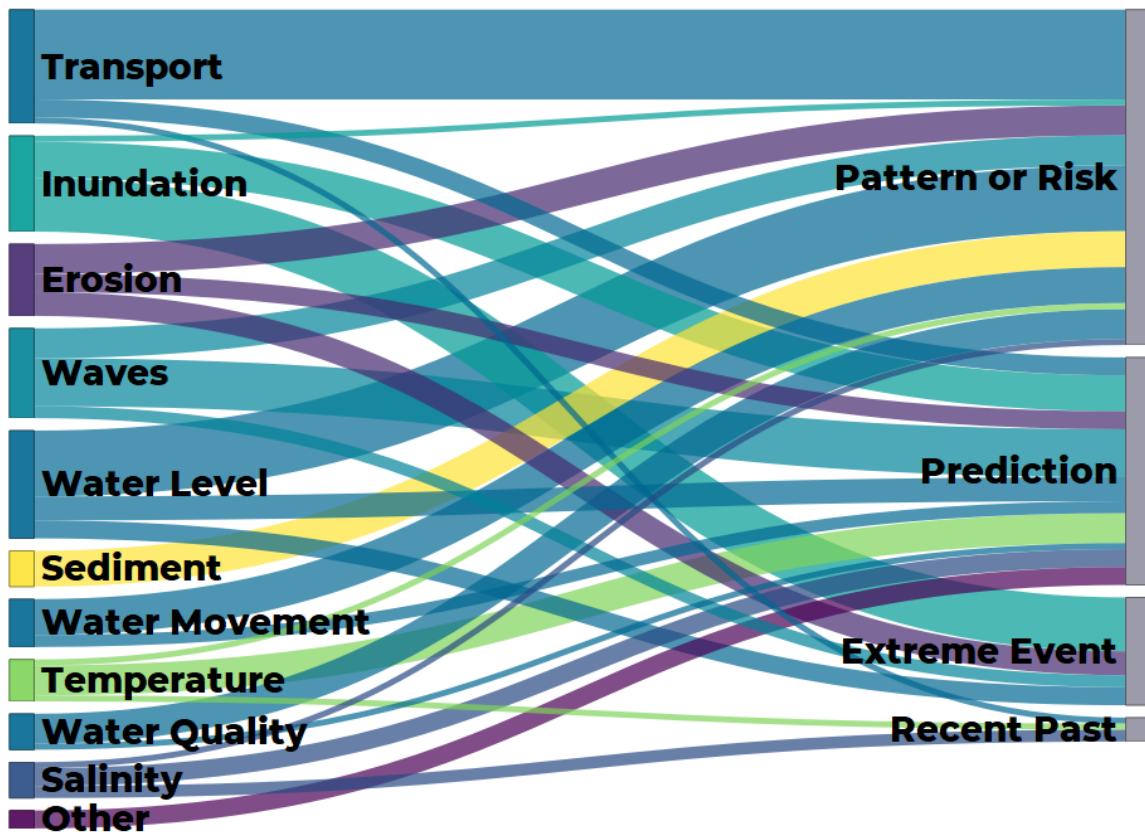 Transport
Inundation
Erosion
Waves
Water Level
Sediment
Water Movement
Temperature
Water Quality
Salinity
Other
Pattern or Risk
Prediction
Extreme Event
Recent Past